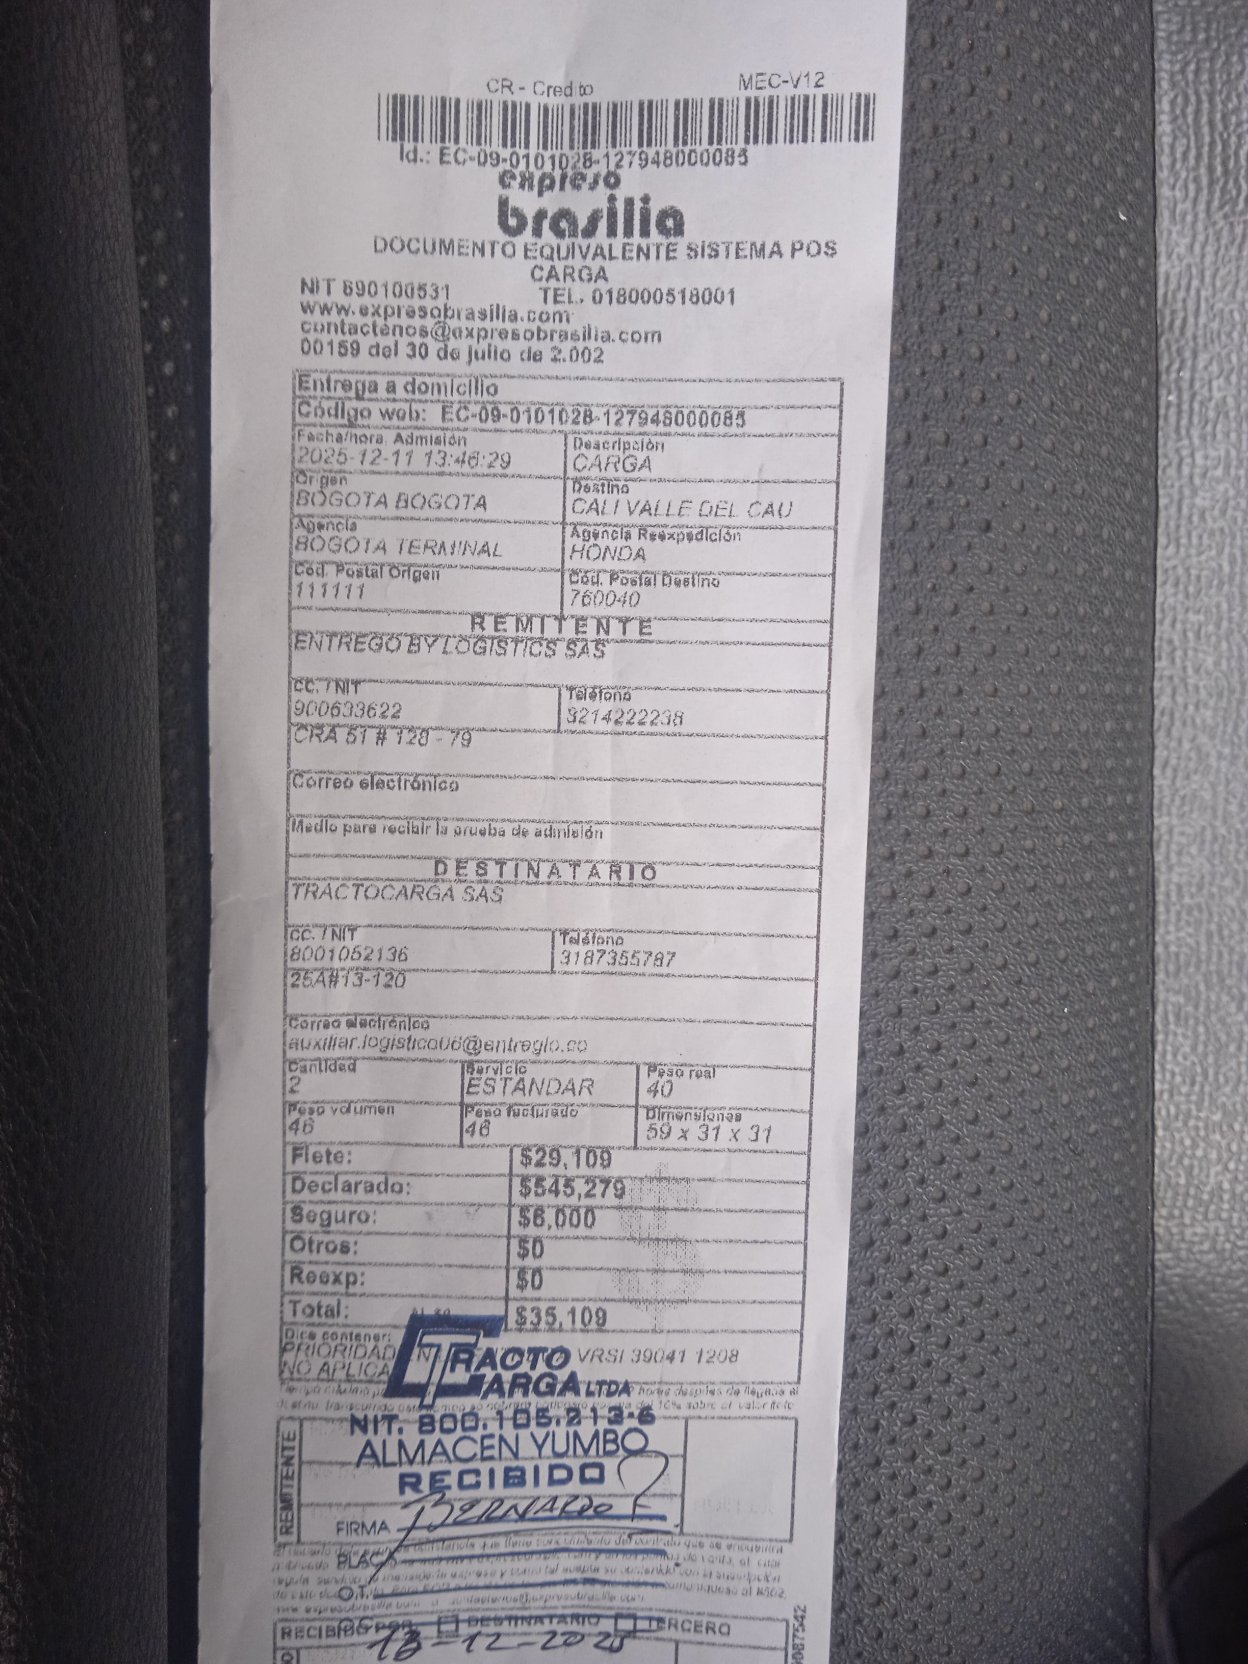 CR - Credito MEC-V12
Id.: EC-09-0101028-127948000085
expreso
brasilia
DOCUMENTO EQUIVALENTE SISTEMA POS
CARGA
NIT 890100531 TEL. 018000518001
www.expresobrasilia.com
contactenos@expresobrasilia.com
00159 del 30 de julio de 2.002
Entrega a domicilio
Código web: EC-09-0101028-127948000085
Fecha/hora. Admisión Descripción
2025-12-11 13:46:29 CARGA
Origen Destino
BOGOTA BOGOTA CALI VALLE DEL CAU
Agencia Agencia Reexpedición
BOGOTA TERMINAL HONDA
Cód. Postal Origen Cód. Postal Destino
111111 760040
REMITENTE
ENTREGO BY LOGISTICS SAS
CC. / NIT Teléfono
900633622 3214222238
CRA 51 # 128 - 79
Correo electrónico
Medio para recibir la prueba de admisión
DESTINATARIO
TRACTOCARGA SAS
CC. / NIT Teléfono
8001052136 3187355787
25A#13-120
Correo electrónico
auxiliar.logistica06@entreglo.co
Cantidad Servicio Peso real
2 ESTANDAR 40
Peso volumen Peso facturado Dimensiones
46 46 59 x 31 x 31
Flete: $29,109
Declarado: $545,279
Seguro: $6,000
Otros: $0
Reexp: $0
Total: $35,109
Dice contener:
PRIORIDAD VRSI 39041 1208
NO APLICA
TRACTO
CARGA LTDA
NIT. 800.105.213-6
ALMACEN YUMBO
RECIBIDO
REMITENTE
FIRMA BERNARDO
PLACA
O.T.
RECIBIDO POR DESTINATARIO TERCERO
13-12-2025